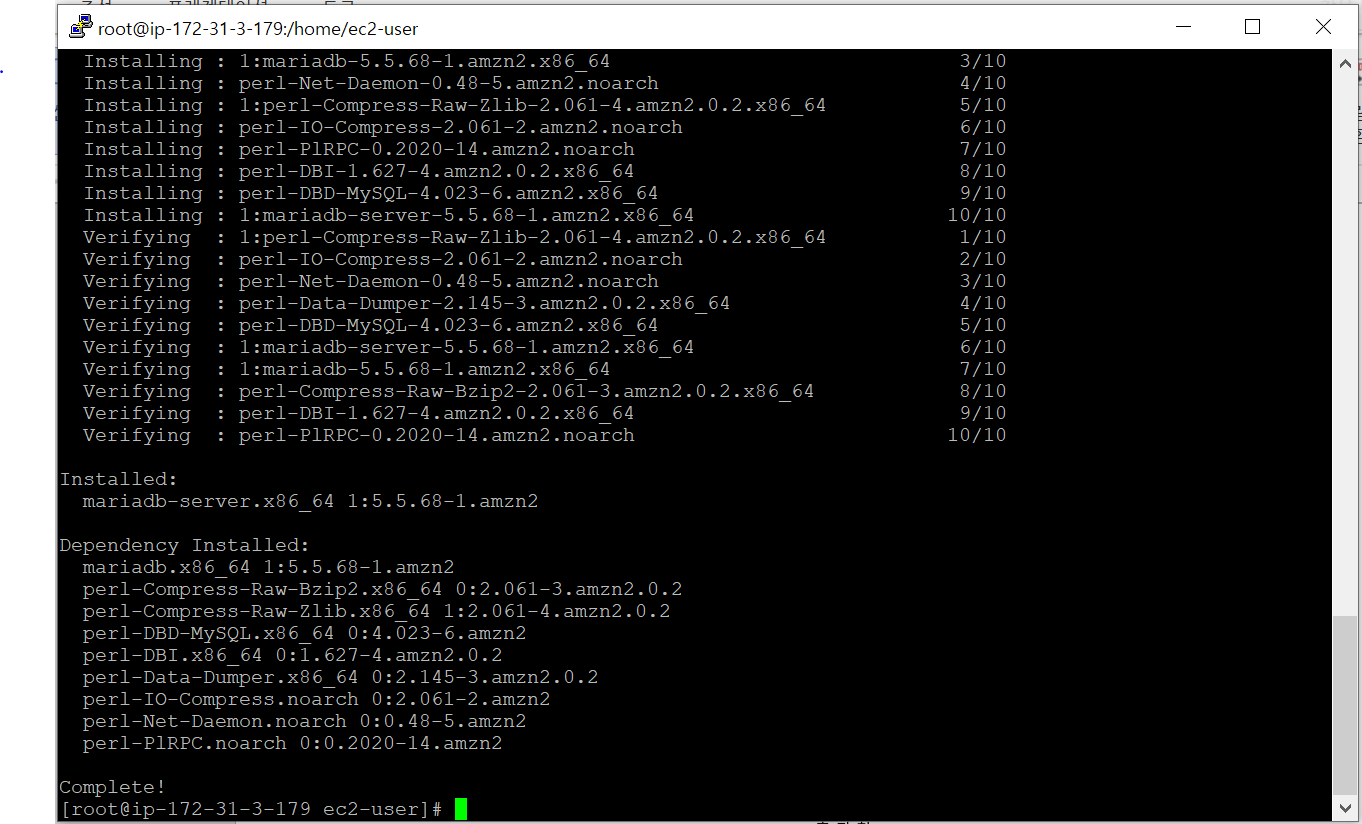 root@ip-172-31-3-179:/home/ec2-user
Installing : 1:mariadb-5.5.68-1.amzn2.x86_64 3/10
Installing : perl-Net-Daemon-0.48-5.amzn2.noarch 4/10
Installing : 1:perl-Compress-Raw-Zlib-2.061-4.amzn2.0.2.x86_64 5/10
Installing : perl-IO-Compress-2.061-2.amzn2.noarch 6/10
Installing : perl-PlRPC-0.2020-14.amzn2.noarch 7/10
Installing : perl-DBI-1.627-4.amzn2.0.2.x86_64 8/10
Installing : perl-DBD-MySQL-4.023-6.amzn2.x86_64 9/10
Installing : 1:mariadb-server-5.5.68-1.amzn2.x86_64 10/10
Verifying : 1:perl-Compress-Raw-Zlib-2.061-4.amzn2.0.2.x86_64 1/10
Verifying : perl-IO-Compress-2.061-2.amzn2.noarch 2/10
Verifying : perl-Net-Daemon-0.48-5.amzn2.noarch 3/10
Verifying : perl-Data-Dumper-2.145-3.amzn2.0.2.x86_64 4/10
Verifying : perl-DBD-MySQL-4.023-6.amzn2.x86_64 5/10
Verifying : 1:mariadb-server-5.5.68-1.amzn2.x86_64 6/10
Verifying : 1:mariadb-5.5.68-1.amzn2.x86_64 7/10
Verifying : perl-Compress-Raw-Bzip2-2.061-3.amzn2.0.2.x86_64 8/10
Verifying : perl-DBI-1.627-4.amzn2.0.2.x86_64 9/10
Verifying : perl-PlRPC-0.2020-14.amzn2.noarch 10/10
Installed:
mariadb-server.x86_64 1:5.5.68-1.amzn2
Dependency Installed:
mariadb.x86_64 1:5.5.68-1.amzn2
perl-Compress-Raw-Bzip2.x86_64 0:2.061-3.amzn2.0.2
perl-Compress-Raw-Zlib.x86_64 1:2.061-4.amzn2.0.2
perl-DBD-MySQL.x86_64 0:4.023-6.amzn2
perl-DBI.x86_64 0:1.627-4.amzn2.0.2
perl-Data-Dumper.x86_64 0:2.145-3.amzn2.0.2
perl-IO-Compress.noarch 0:2.061-2.amzn2
perl-Net-Daemon.noarch 0:0.48-5.amzn2
perl-PlRPC.noarch 0:0.2020-14.amzn2
Complete!
[root@ip-172-31-3-179 ec2-user]#